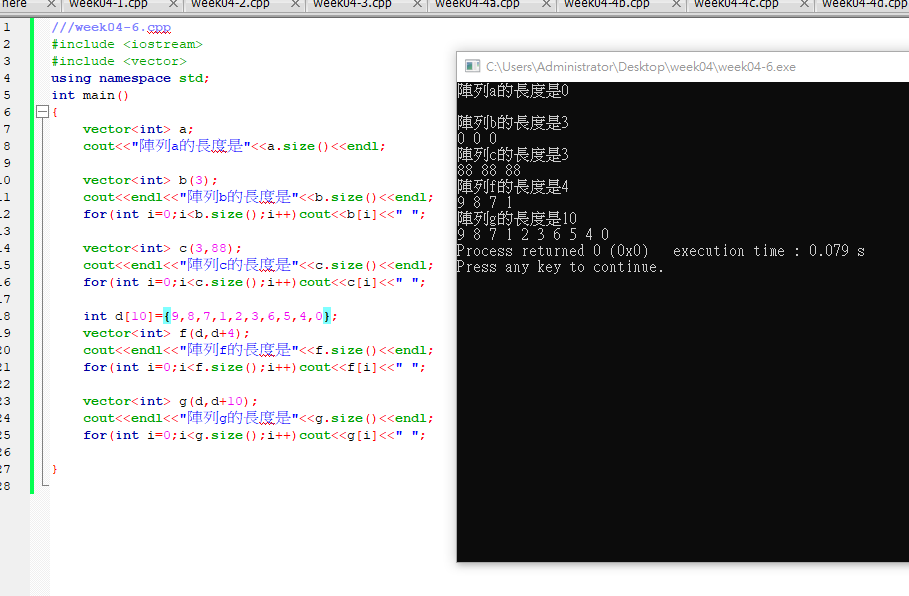 here week04-1.cpp week04-2.cpp week04-3.cpp week04-4a.cpp week04-4b.cpp week04-4c.cpp week04-4d.cpp
1 ///week04-6.cpp
2 #include <iostream>
3 #include <vector>
4 using namespace std;
5 int main()
6 {
7 vector<int> a;
8 cout<<"陣列a的長度是"<<a.size()<<endl;
9
10 vector<int> b(3);
11 cout<<endl<<"陣列b的長度是"<<b.size()<<endl;
12 for(int i=0;i<b.size();i++)cout<<b[i]<<" ";
13
14 vector<int> c(3,88);
15 cout<<endl<<"陣列c的長度是"<<c.size()<<endl;
16 for(int i=0;i<c.size();i++)cout<<c[i]<<" ";
17
18 int d[10]={9,8,7,1,2,3,6,5,4,0};
19 vector<int> f(d,d+4);
20 cout<<endl<<"陣列f的長度是"<<f.size()<<endl;
21 for(int i=0;i<f.size();i++)cout<<f[i]<<" ";
22
23 vector<int> g(d,d+10);
24 cout<<endl<<"陣列g的長度是"<<g.size()<<endl;
25 for(int i=0;i<g.size();i++)cout<<g[i]<<" ";
26
27 }
28
C:\Users\Administrator\Desktop\week04\week04-6.exe
陣列a的長度是0
陣列b的長度是3
0 0 0
陣列c的長度是3
88 88 88
陣列f的長度是4
9 8 7 1
陣列g的長度是10
9 8 7 1 2 3 6 5 4 0
Process returned 0 (0x0) execution time : 0.079 s
Press any key to continue.